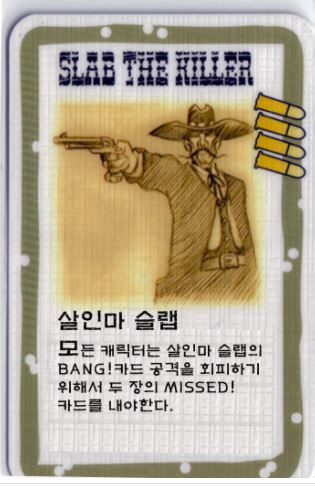 SLAB THE KILLER
살인마 슬랩
모든 캐릭터는 살인마 슬랩의
BANG!카드 공격을 회피하기
위해서 두 장의 MISSED!
카드를 내야한다.